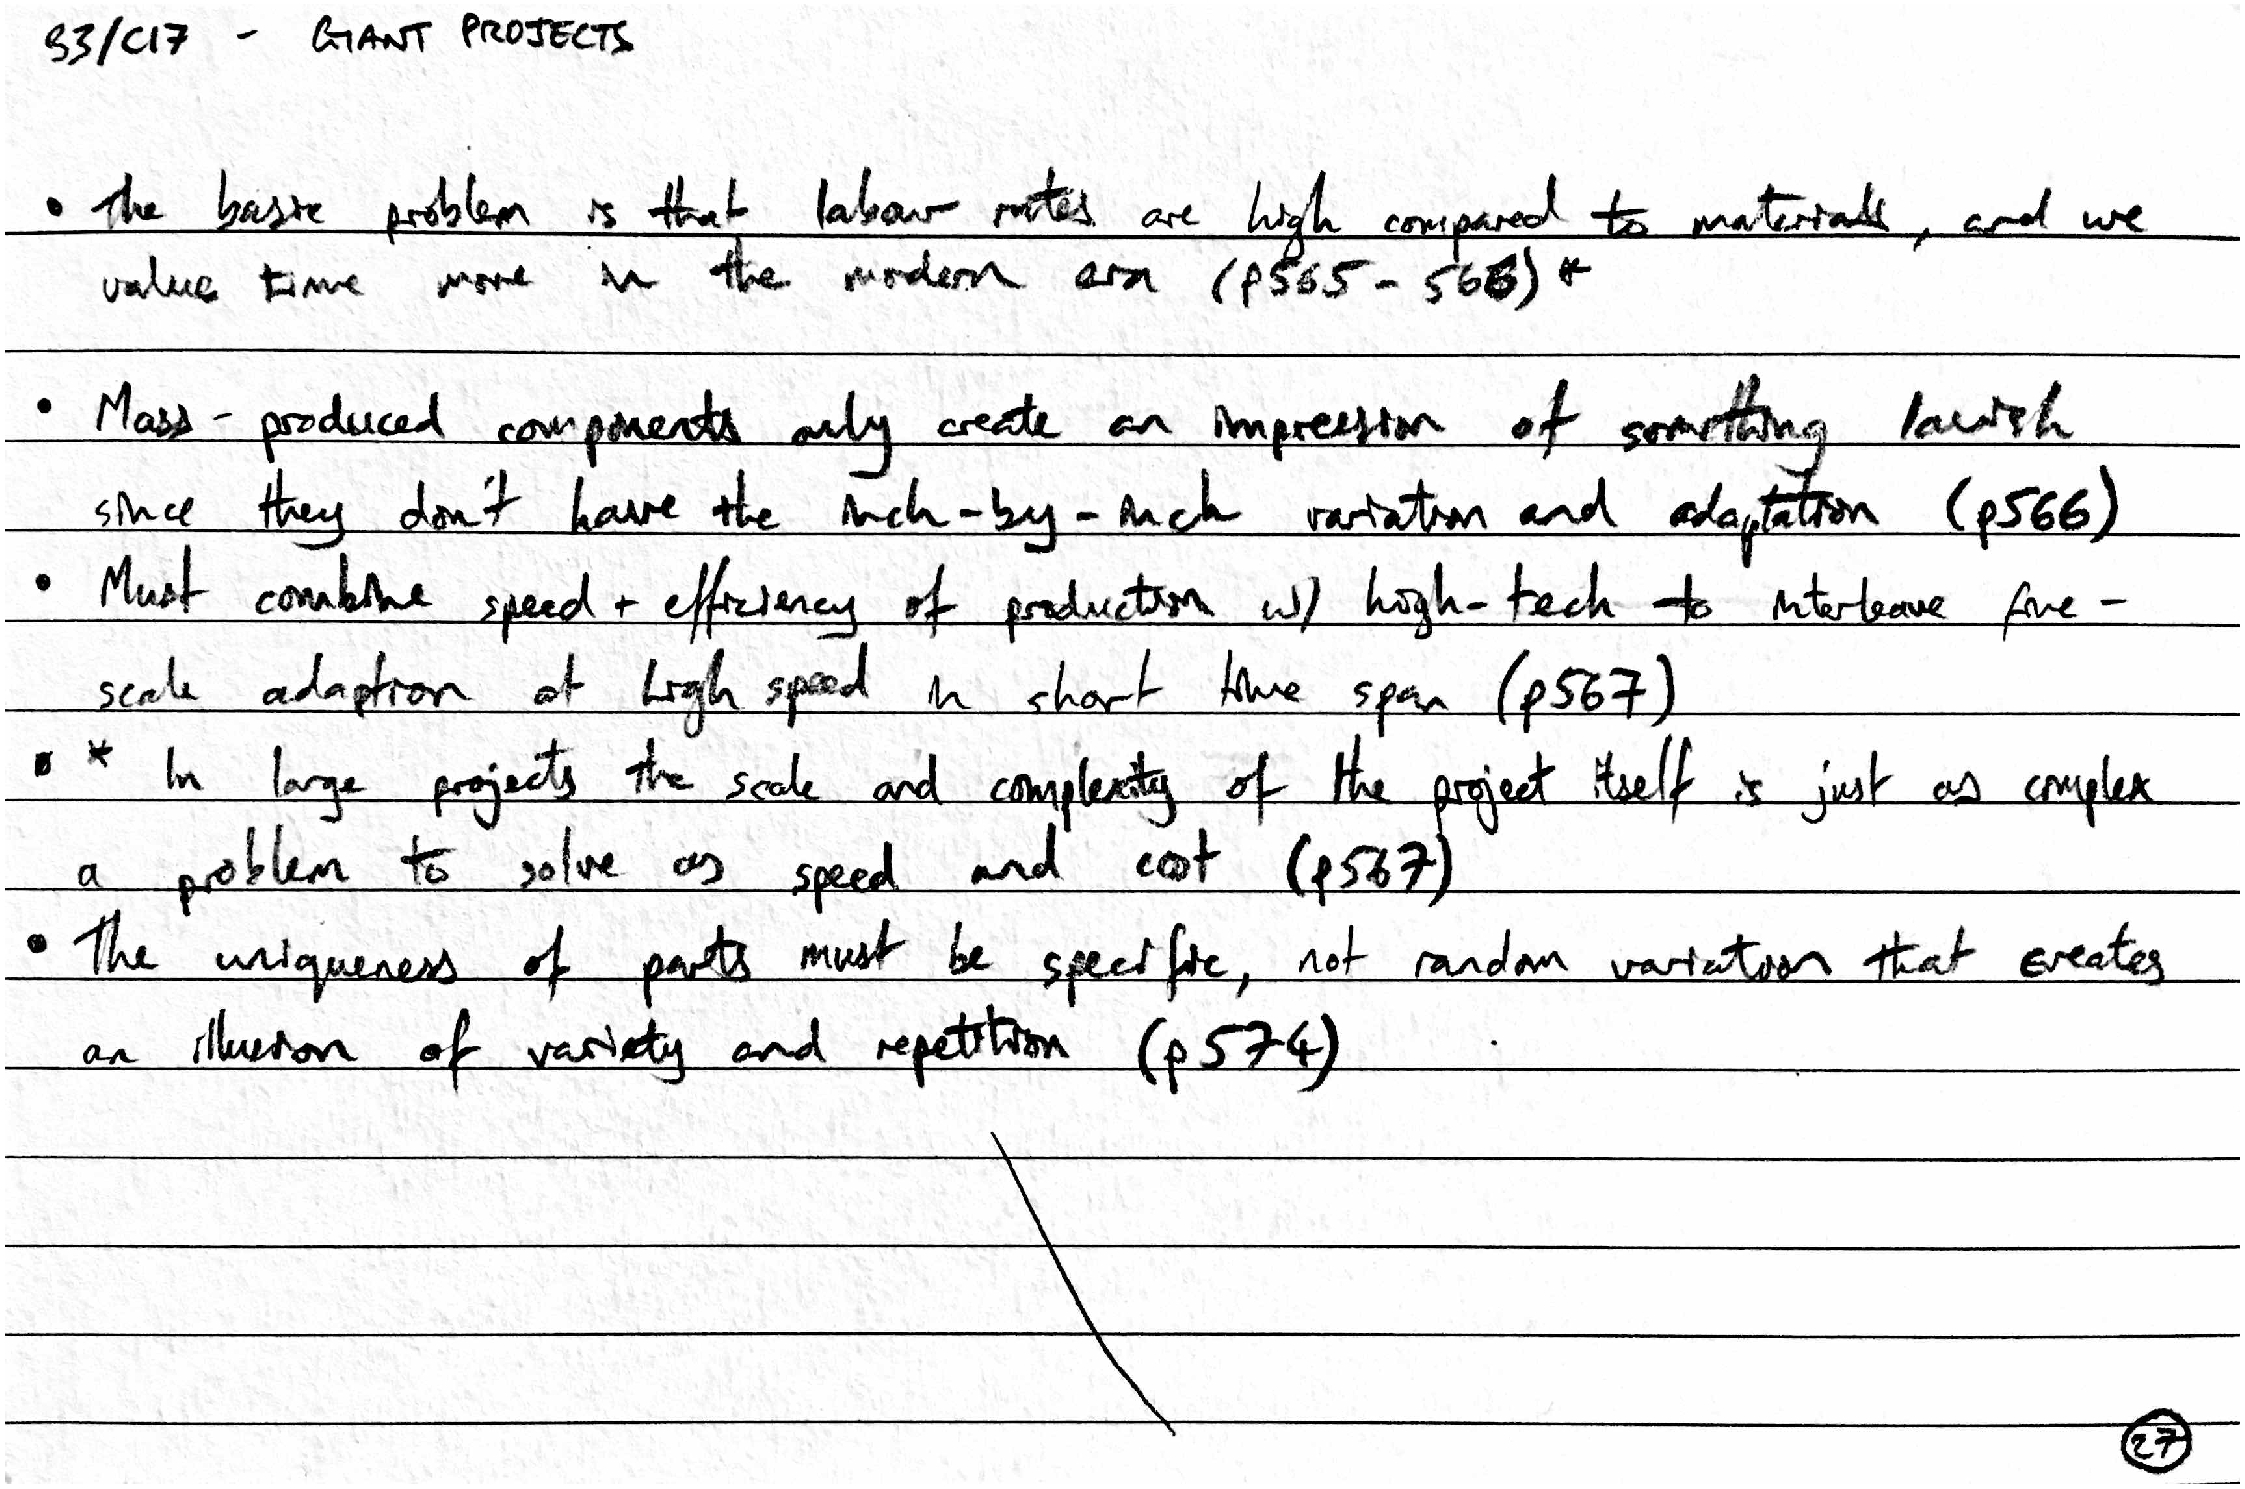 S3/C17 - GIANT PROJECTS
• The basic problem is that labour rates are high compared to materials, and we
value time more in the modern era (p565-566)*
• Mass-produced components only create an impression of something lavish
since they don't have the inch-by-inch variation and adaptation (p566)
• Must combine speed + efficiency of production w/ high-tech to interleave fine-
scale adaption at high speed in short time span (p567)
• * In large projects the scale and complexity of the project itself is just as complex
a problem to solve as speed and cost (p567)
• The uniqueness of parts must be specific, not random variation that creates
an illusion of variety and repetition (p574)
27